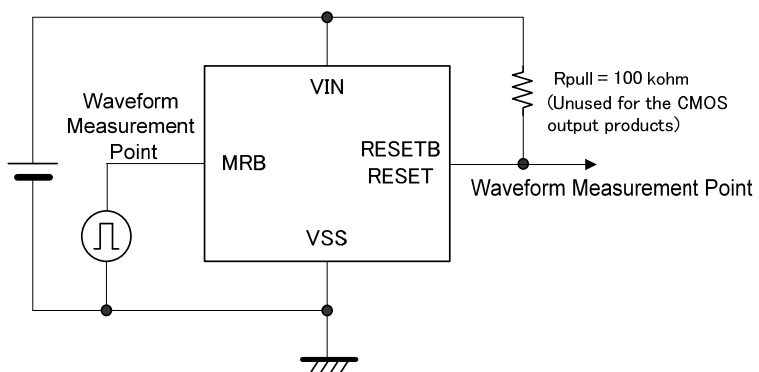 VIN
Rpull = 100 kohm
(Unused for the CMOS
output products)
Waveform
Measurement
Point
MRB
RESETB
RESET
Waveform Measurement Point
VSS